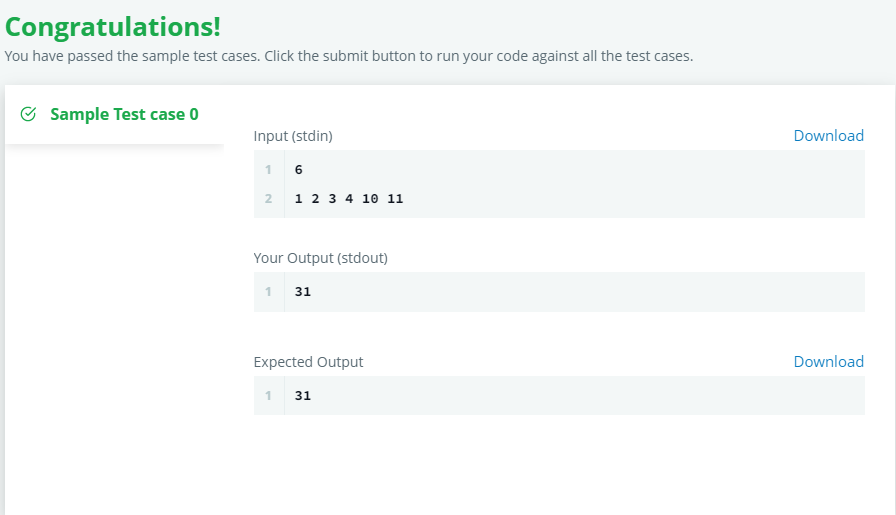 Congratulations!
You have passed the sample test cases. Click the submit button to run your code against all the test cases.
Sample Test case 0
Input (stdin)
Download
1 6
2 1 2 3 4 10 11
Your Output (stdout)
1 31
Expected Output
Download
1 31